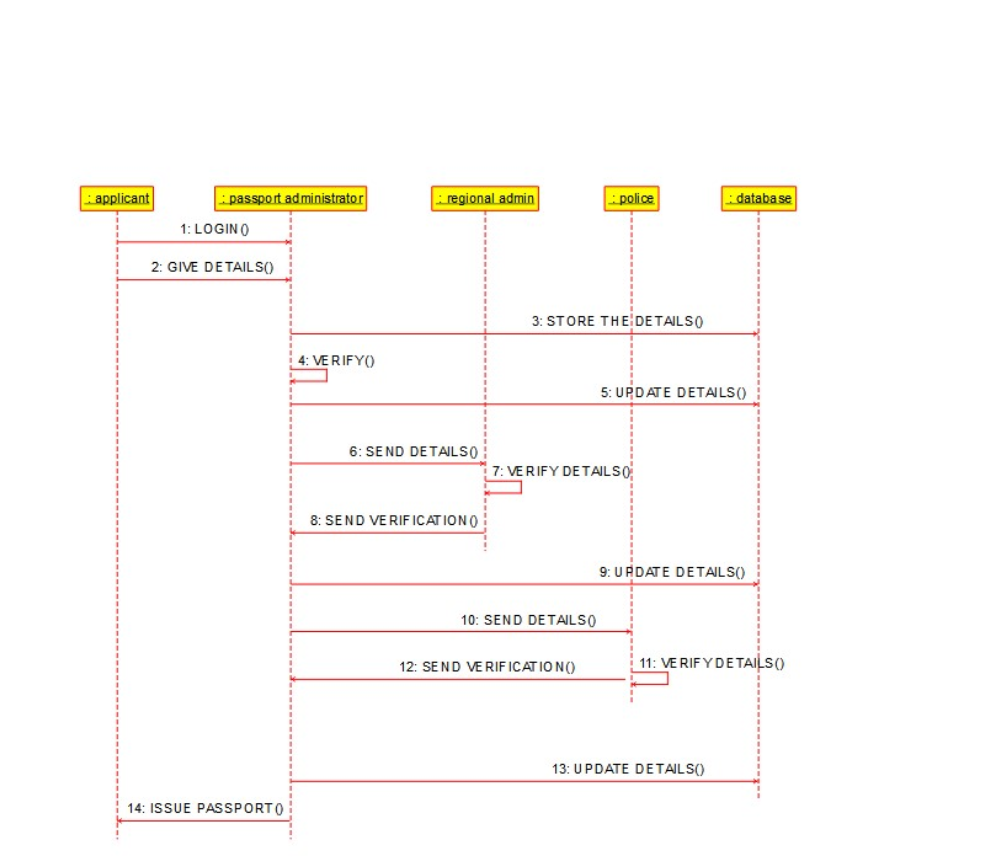 : applicant
: passport administrator
: regional admin
: police
: database
1: LOGIN()
2: GIVE DETAILS()
3: STORE THE DETAILS()
4: VERIFY()
5: UPDATE DETAILS()
6: SEND DETAILS()
7: VERIFY DETAILS()
8: SEND VERIFICATION()
9: UPDATE DETAILS()
10: SEND DETAILS()
11: VERIFY DETAILS()
12: SEND VERIFICATION()
13: UPDATE DETAILS()
14: ISSUE PASSPORT()